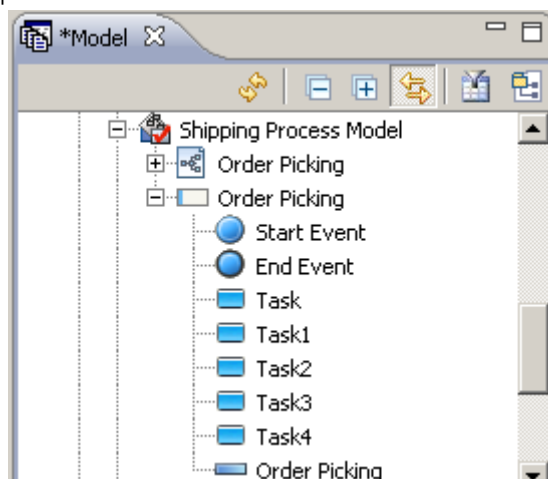 *Model
Shipping Process Model
Order Picking
Order Picking
Start Event
End Event
Task
Task1
Task2
Task3
Task4
Order Picking